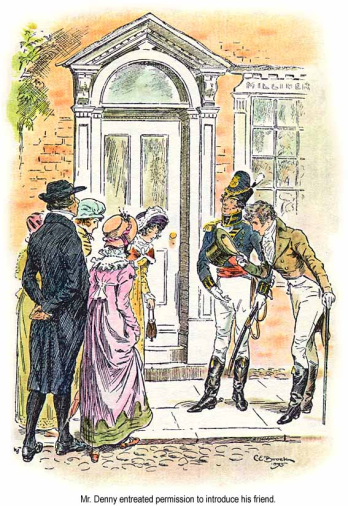 MILLINER
C.E. Brock
1895
Mr. Denny entreated permission to introduce his friend.